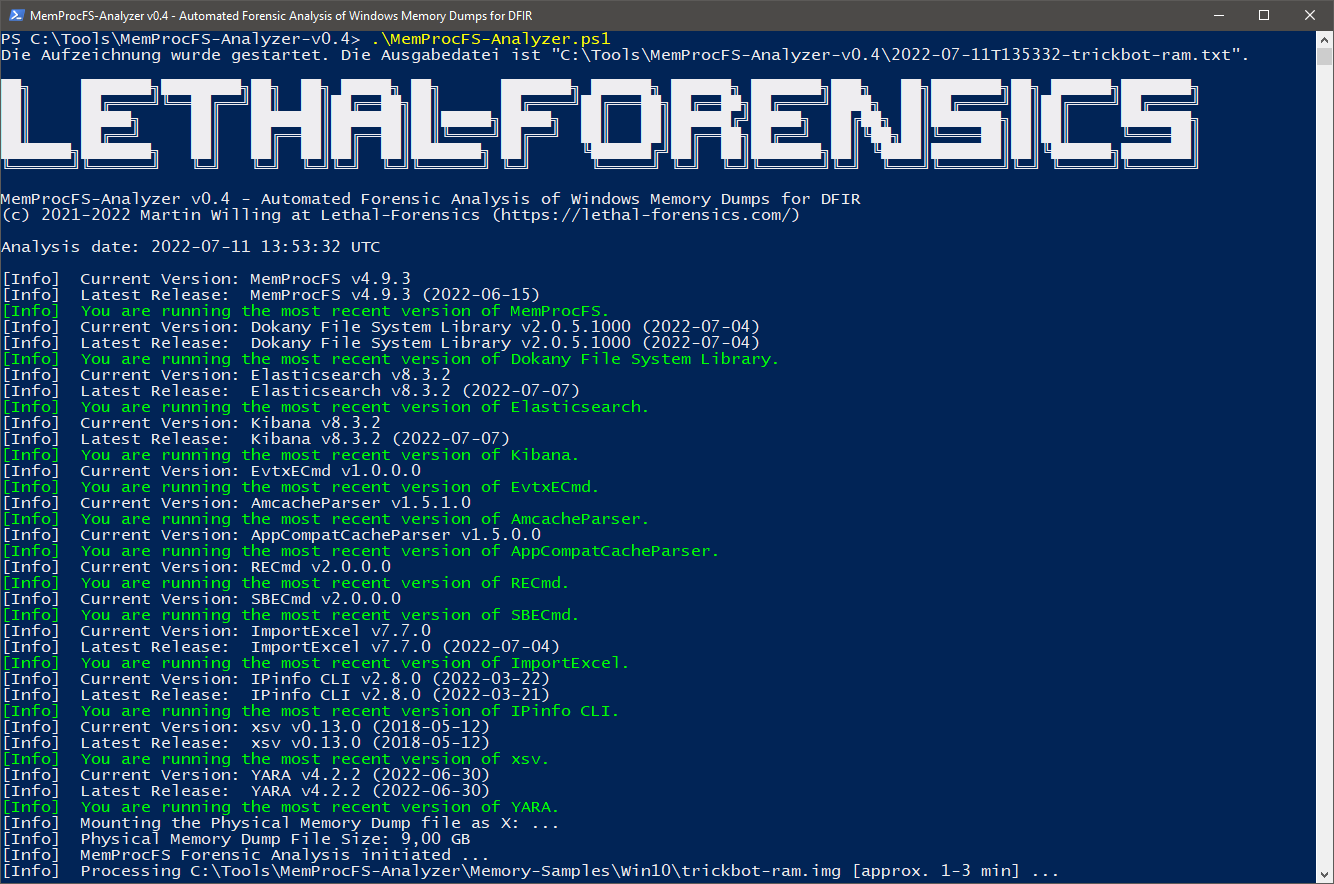 MemProcFS-Analyzer v0.4 - Automated Forensic Analysis of Windows Memory Dumps for DFIR
PS C:\Tools\MemProcFS-Analyzer-v0.4> .\MemProcFS-Analyzer.ps1
Die Aufzeichnung wurde gestartet. Die Ausgabedatei ist "C:\Tools\MemProcFS-Analyzer-v0.4\2022-07-11T135332-trickbot-ram.txt".
LETHAL-FORENSICS
MemProcFS-Analyzer v0.4 - Automated Forensic Analysis of Windows Memory Dumps for DFIR
(c) 2021-2022 Martin Willing at Lethal-Forensics (https://lethal-forensics.com/)
Analysis date: 2022-07-11 13:53:32 UTC
[Info]  Current Version: MemProcFS v4.9.3
[Info]  Latest Release:  MemProcFS v4.9.3 (2022-06-15)
[Info]  You are running the most recent version of MemProcFS.
[Info]  Current Version: Dokany File System Library v2.0.5.1000 (2022-07-04)
[Info]  Latest Release:  Dokany File System Library v2.0.5.1000 (2022-07-04)
[Info]  You are running the most recent version of Dokany File System Library.
[Info]  Current Version: Elasticsearch v8.3.2
[Info]  Latest Release:  Elasticsearch v8.3.2 (2022-07-07)
[Info]  You are running the most recent version of Elasticsearch.
[Info]  Current Version: Kibana v8.3.2
[Info]  Latest Release:  Kibana v8.3.2 (2022-07-07)
[Info]  You are running the most recent version of Kibana.
[Info]  Current Version: EvtxECmd v1.0.0.0
[Info]  You are running the most recent version of EvtxECmd.
[Info]  Current Version: AmcacheParser v1.5.1.0
[Info]  You are running the most recent version of AmcacheParser.
[Info]  Current Version: AppCompatCacheParser v1.5.0.0
[Info]  You are running the most recent version of AppCompatCacheParser.
[Info]  Current Version: RECmd v2.0.0.0
[Info]  You are running the most recent version of RECmd.
[Info]  Current Version: SBECmd v2.0.0.0
[Info]  You are running the most recent version of SBECmd.
[Info]  Current Version: ImportExcel v7.7.0
[Info]  Latest Release:  ImportExcel v7.7.0 (2022-07-04)
[Info]  You are running the most recent version of ImportExcel.
[Info]  Current Version: IPinfo CLI v2.8.0 (2022-03-22)
[Info]  Latest Release:  IPinfo CLI v2.8.0 (2022-03-21)
[Info]  You are running the most recent version of IPinfo CLI.
[Info]  Current Version: xsv v0.13.0 (2018-05-12)
[Info]  Latest Release:  xsv v0.13.0 (2018-05-12)
[Info]  You are running the most recent version of xsv.
[Info]  Current Version: YARA v4.2.2 (2022-06-30)
[Info]  Latest Release:  YARA v4.2.2 (2022-06-30)
[Info]  You are running the most recent version of YARA.
[Info]  Mounting the Physical Memory Dump file as X: ...
[Info]  Physical Memory Dump File Size: 9,00 GB
[Info]  MemProcFS Forensic Analysis initiated ...
[Info]  Processing C:\Tools\MemProcFS-Analyzer\Memory-Samples\Win10\trickbot-ram.img [approx. 1-3 min] ...